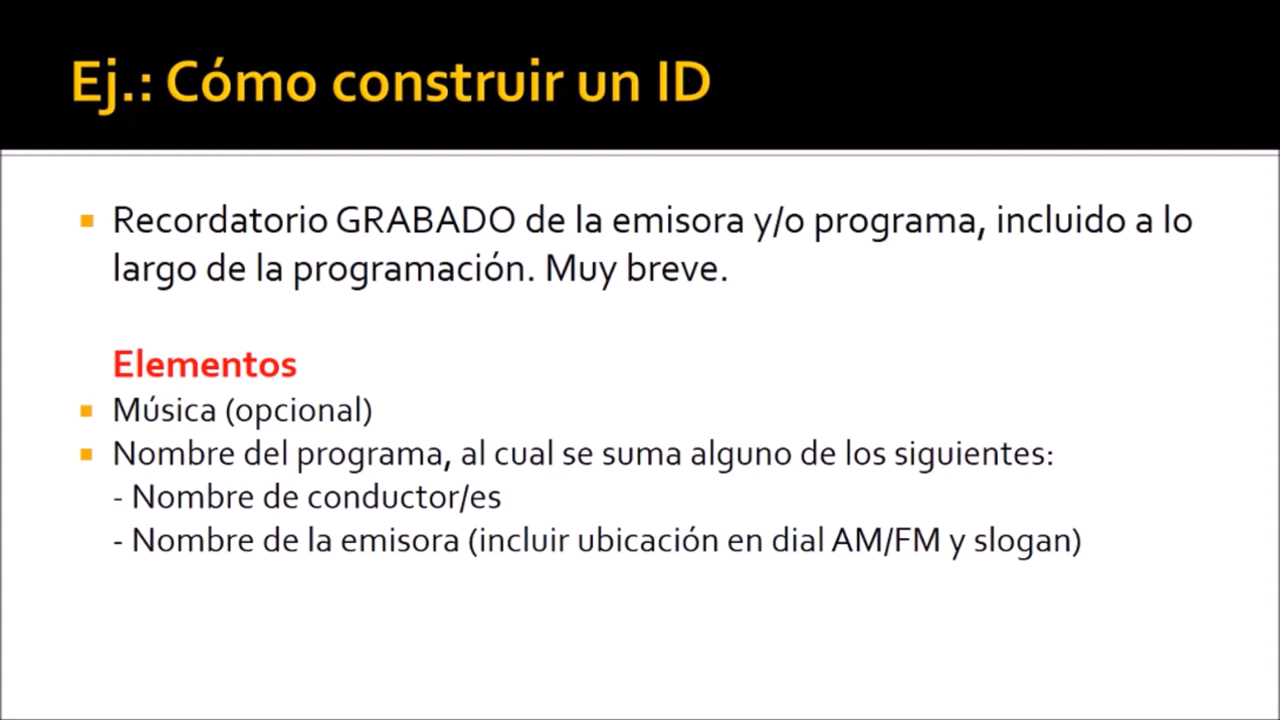 Ej.: Cómo construir un ID
Recordatorio GRABADO de la emisora y/o programa, incluido a lo
largo de la programación. Muy breve.
Elementos
Música (opcional)
Nombre del programa, al cual se suma alguno de los siguientes:
- Nombre de conductor/es
- Nombre de la emisora (incluir ubicación en dial AM/FM y slogan)